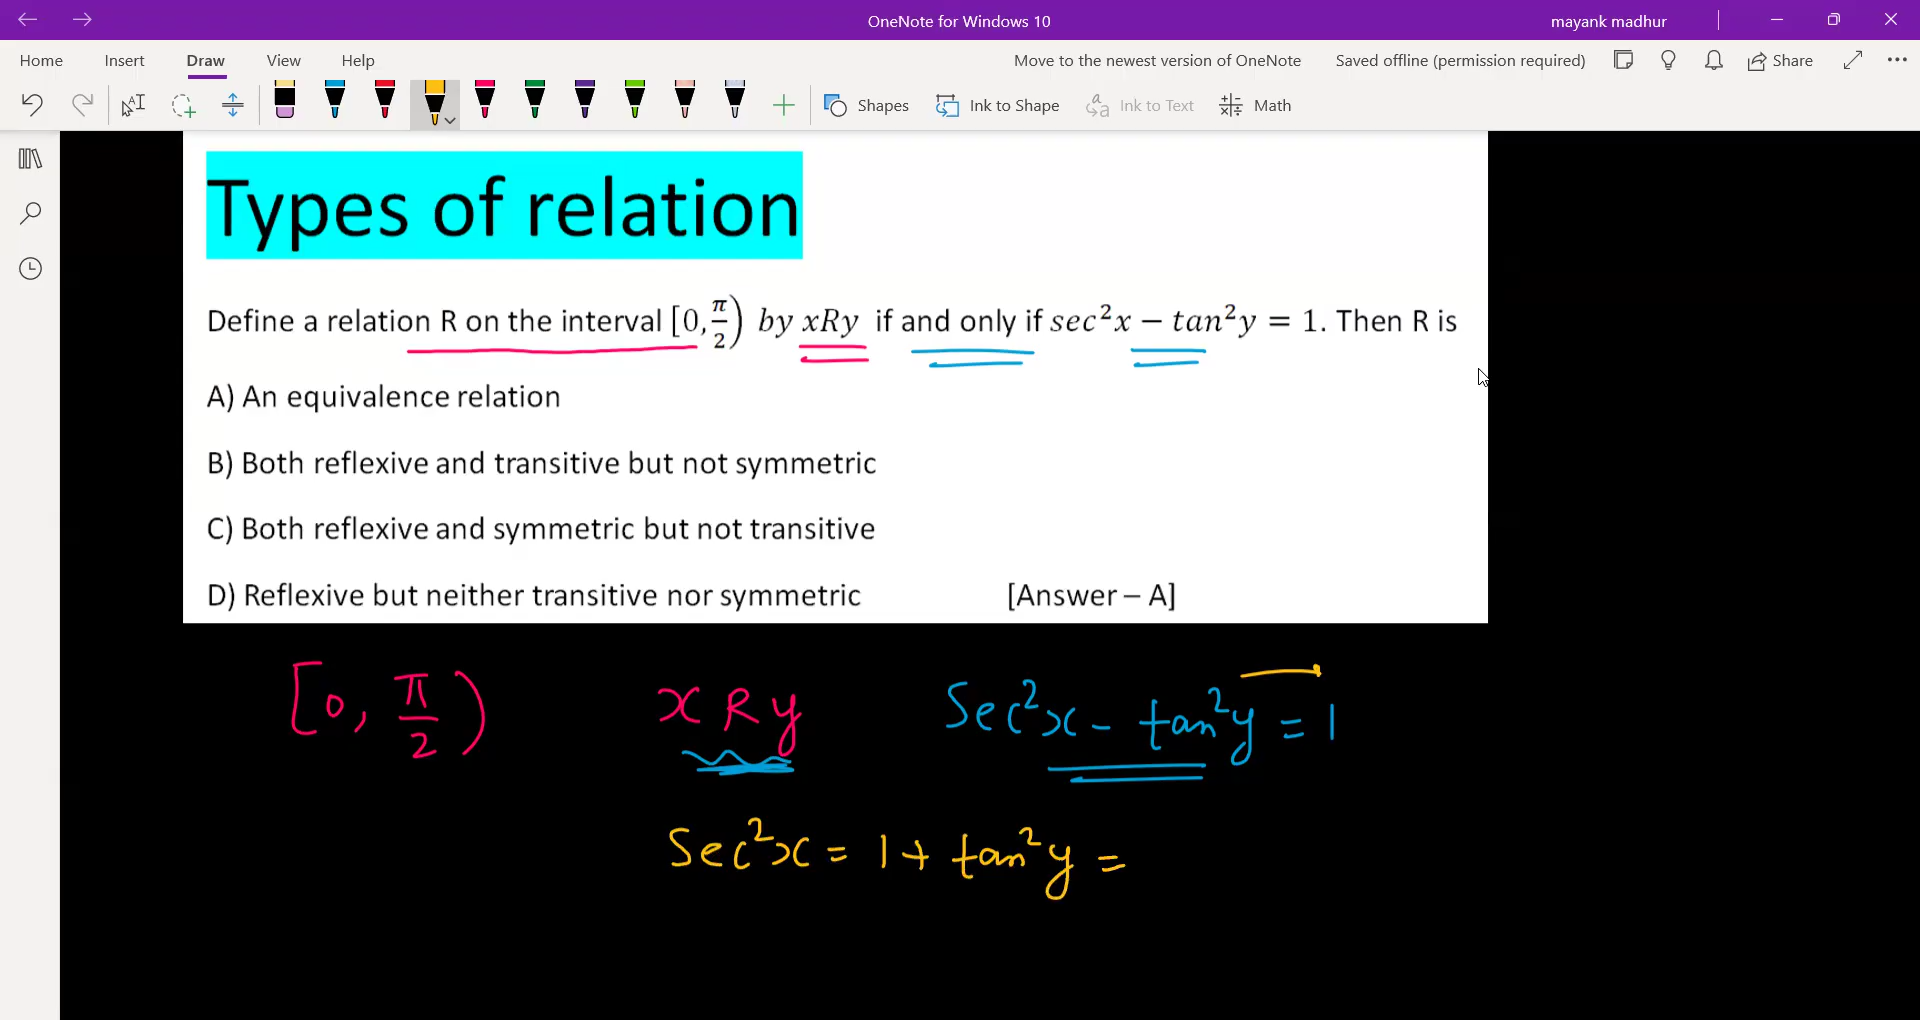 OneNote for Windows 10
mayank madhur
Home Insert Draw View Help
Move to the newest version of OneNote Saved offline (permission required) Share
Shapes Ink to Shape Ink to Text Math
Types of relation
Define a relation R on the interval [0, π/2) by xRy if and only if sec²x − tan²y = 1. Then R is
A) An equivalence relation
B) Both reflexive and transitive but not symmetric
C) Both reflexive and symmetric but not transitive
D) Reflexive but neither transitive nor symmetric [Answer – A]
[0, π/2) x R y Sec²x - tan²y = 1
Sec²x = 1 + tan²y =